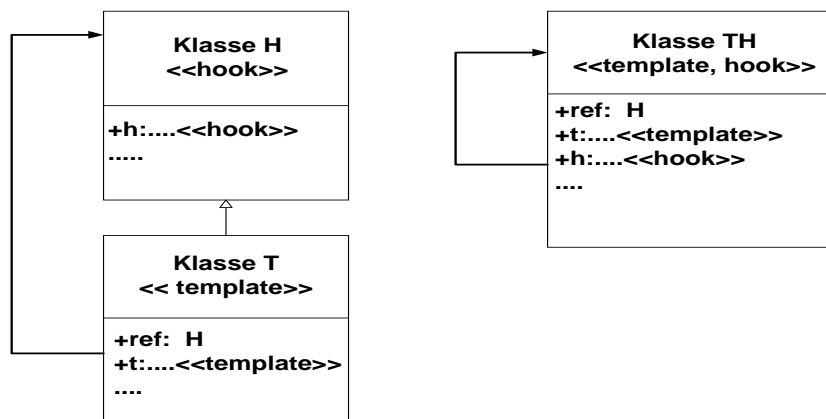 Klasse H
<<hook>>
+h:....<<hook>>
.....
Klasse T
<< template>>
+ref:  H
+t:....<<template>>
....
Klasse TH
<<template, hook>>
+ref:  H
+t:....<<template>>
+h:....<<hook>>
....